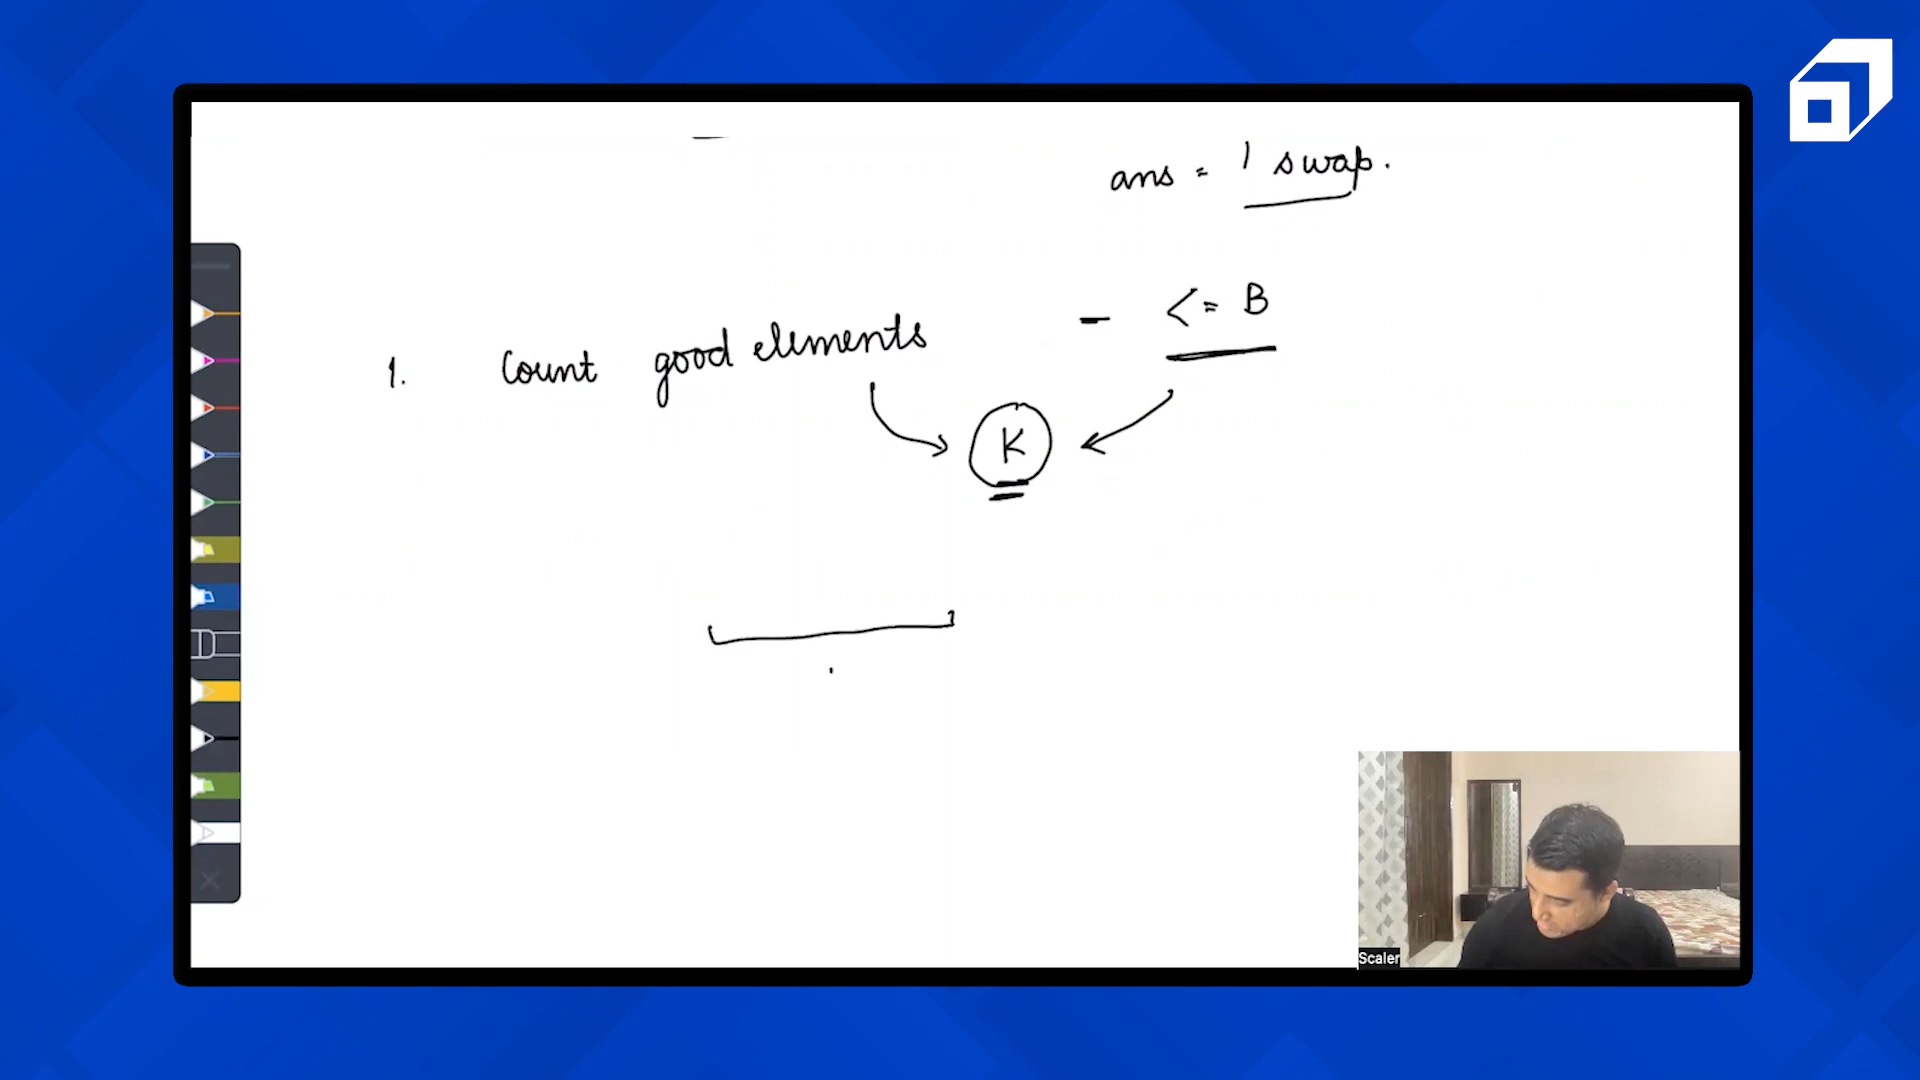 ans = 1 swap.
1. Count good elements - <= B
K
Scaler